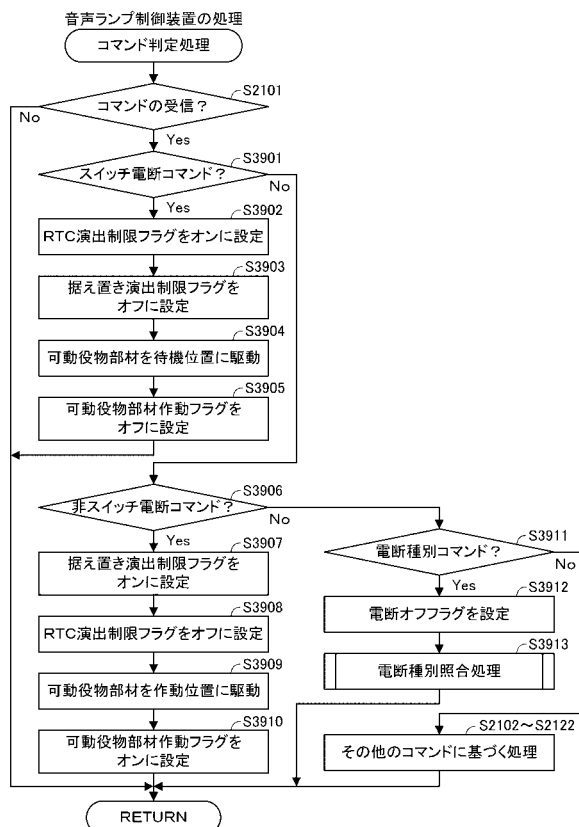 音声ランプ制御装置の処理
コマンド判定処理
S2101
コマンドの受信？
No
Yes
S3901
スイッチ電断コマンド？
No
Yes
S3902
RTC演出制限フラグをオンに設定
S3903
据え置き演出制限フラグを
オフに設定
S3904
可動役物部材を待機位置に駆動
S3905
可動役物部材作動フラグを
オフに設定
S3906
非スイッチ電断コマンド？
No
Yes
S3907
据え置き演出制限フラグを
オンに設定
S3908
RTC演出制限フラグをオフに設定
S3909
可動役物部材を作動位置に駆動
S3910
可動役物部材作動フラグを
オンに設定
S3911
電断種別コマンド？
No
Yes
S3912
電断オフフラグを設定
S3913
電断種別照合処理
S2102～S2122
その他のコマンドに基づく処理
RETURN